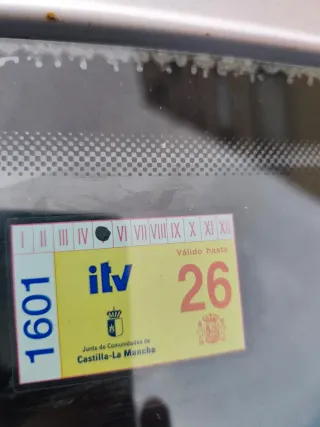 I II III IV VI VII VIII IX X XI XII
1601
itv
Válido hasta
26
Junta de Comunidades de
Castilla-La Mancha